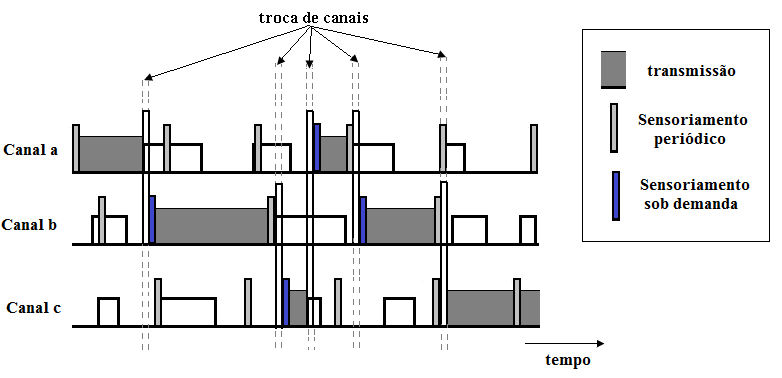 troca de canais
Canal a
Canal b
Canal c
tempo
transmissão
Sensoriamento
periódico
Sensoriamento
sob demanda